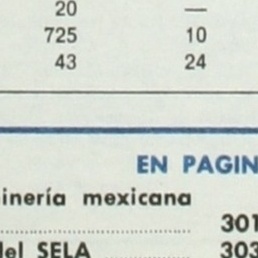 20 —
725 10
43 24
EN PAGIN
inería mexicana
301
del SELA 303